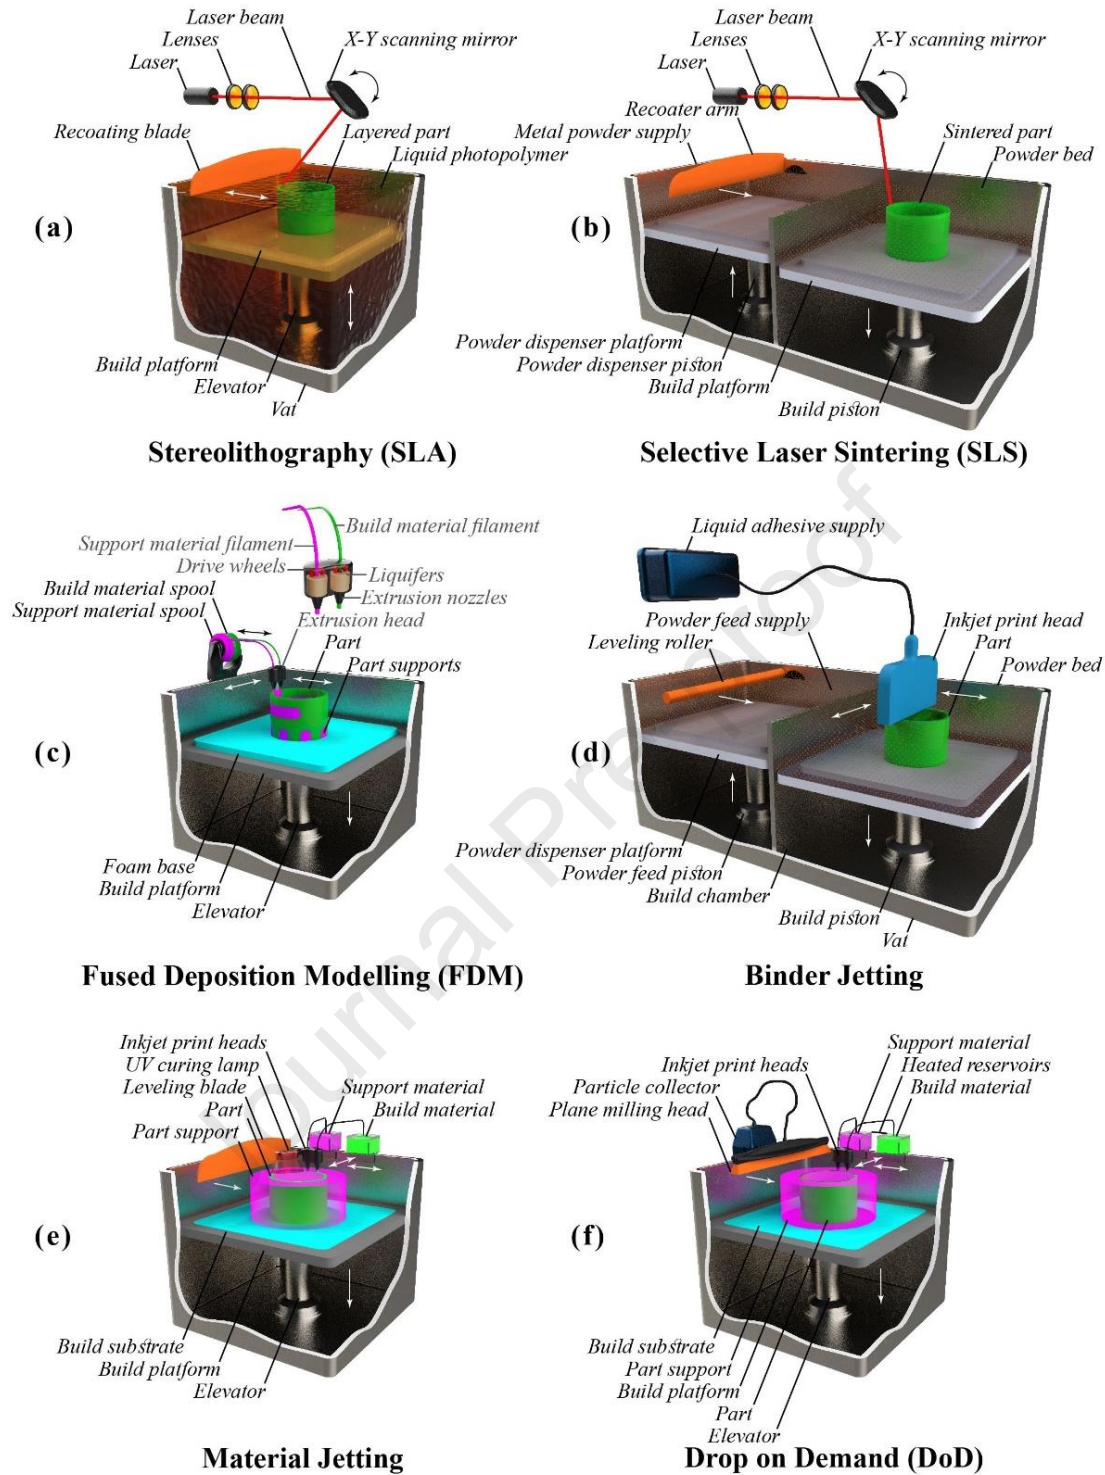 Laser beam
Lenses
X-Y scanning mirror
Laser
Recoating blade
Layered part
Liquid photopolymer
(a)
Build platform
Elevator
Vat
Stereolithography (SLA)
Laser beam
Lenses
X-Y scanning mirror
Laser
Recoater arm
Metal powder supply
Sintered part
Powder bed
(b)
Powder dispenser platform
Powder dispenser piston
Build platform
Build piston
Selective Laser Sintering (SLS)
Build material filament
Support material filament
Drive wheels
Liquifers
Build material spool
Extrusion nozzles
Support material spool
Extrusion head
Part
Part supports
(c)
Foam base
Build platform
Elevator
Fused Deposition Modelling (FDM)
Liquid adhesive supply
Powder feed supply
Inkjet print head
Leveling roller
Part
Powder bed
(d)
Powder dispenser platform
Powder feed piston
Build chamber
Build piston
Vat
Binder Jetting
Inkjet print heads
UV curing lamp
Leveling blade
Support material
Part
Build material
Part support
(e)
Build substrate
Build platform
Elevator
Material Jetting
Support material
Inkjet print heads
Heated reservoirs
Particle collector
Build material
Plane milling head
(f)
Build substrate
Part support
Build platform
Part
Elevator
Drop on Demand (DoD)
Journal Pre-proof